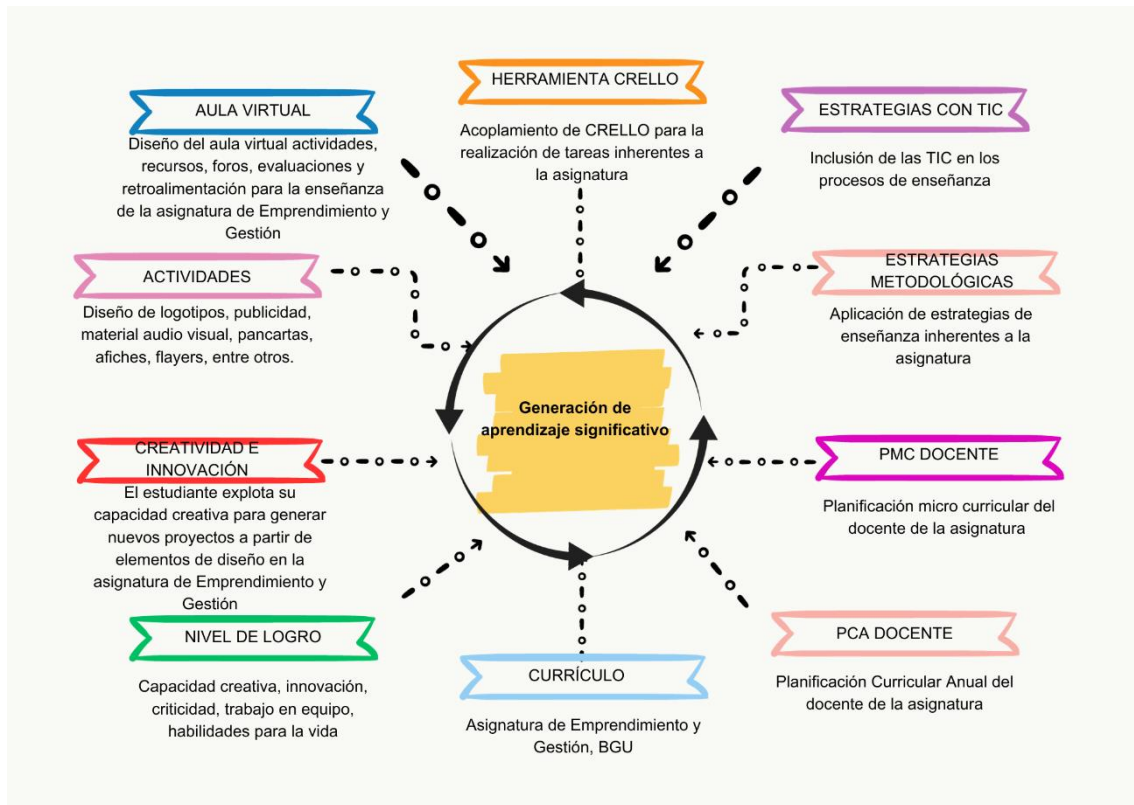 HERRAMIENTA CRELLO
Acoplamiento de CRELLO para la
realización de tareas inherentes a
la asignatura
AULA VIRTUAL
Diseño del aula virtual actividades,
recursos, foros, evaluaciones y
retroalimentación para la enseñanza
de la asignatura de Emprendimiento y
Gestión
ESTRATEGIAS CON TIC
Inclusión de las TIC en los
procesos de enseñanza
ACTIVIDADES
Diseño de logotipos, publicidad,
material audio visual, pancartas,
afiches, flayers, entre otros.
ESTRATEGIAS
METODOLÓGICAS
Aplicación de estrategias de
enseñanza inherentes a la
asignatura
Generación de
aprendizaje significativo
CREATIVIDAD E
INNOVACIÓN
El estudiante explota su
capacidad creativa para generar
nuevos proyectos a partir de
elementos de diseño en la
asignatura de Emprendimiento y
Gestión
PMC DOCENTE
Planificación micro curricular del
docente de la asignatura
NIVEL DE LOGRO
Capacidad creativa, innovación,
criticidad, trabajo en equipo,
habilidades para la vida
CURRÍCULO
Asignatura de Emprendimiento y
Gestión, BGU
PCA DOCENTE
Planificación Curricular Anual del
docente de la asignatura